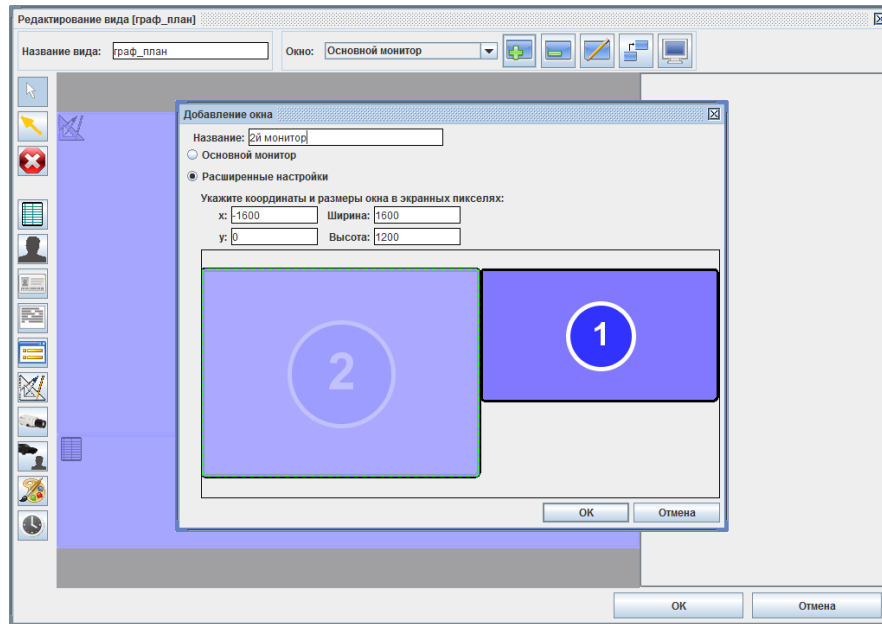 Редактирование вида [граф_план]
Название вида: граф_план Окно: Основной монитор
Добавление окна
Название: 2й монитор
Основной монитор
Расширенные настройки
Укажите координаты и размеры окна в экранных пикселях:
x: -1600 Ширина: 1600
y: 0 Высота: 1200
2 1
OK Отмена
OK Отмена